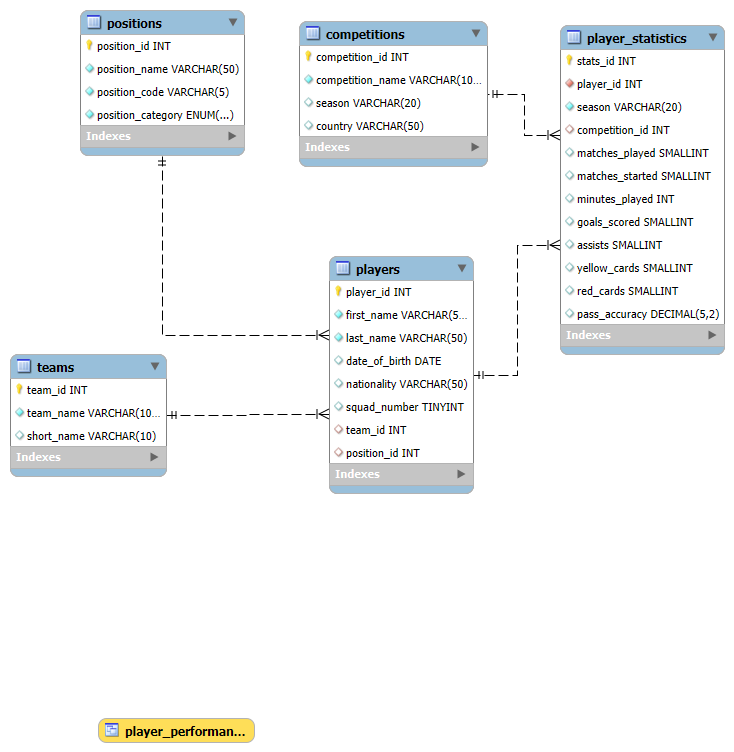 positions
position_id INT
position_name VARCHAR(50)
position_code VARCHAR(5)
position_category ENUM(...)
Indexes
competitions
competition_id INT
competition_name VARCHAR(10...
season VARCHAR(20)
country VARCHAR(50)
Indexes
player_statistics
stats_id INT
player_id INT
season VARCHAR(20)
competition_id INT
matches_played SMALLINT
matches_started SMALLINT
minutes_played INT
goals_scored SMALLINT
assists SMALLINT
yellow_cards SMALLINT
red_cards SMALLINT
pass_accuracy DECIMAL(5,2)
Indexes
players
player_id INT
first_name VARCHAR(5...
last_name VARCHAR(50)
date_of_birth DATE
nationality VARCHAR(50)
squad_number TINYINT
team_id INT
position_id INT
Indexes
teams
team_id INT
team_name VARCHAR(10...
short_name VARCHAR(10)
Indexes
player_performan...